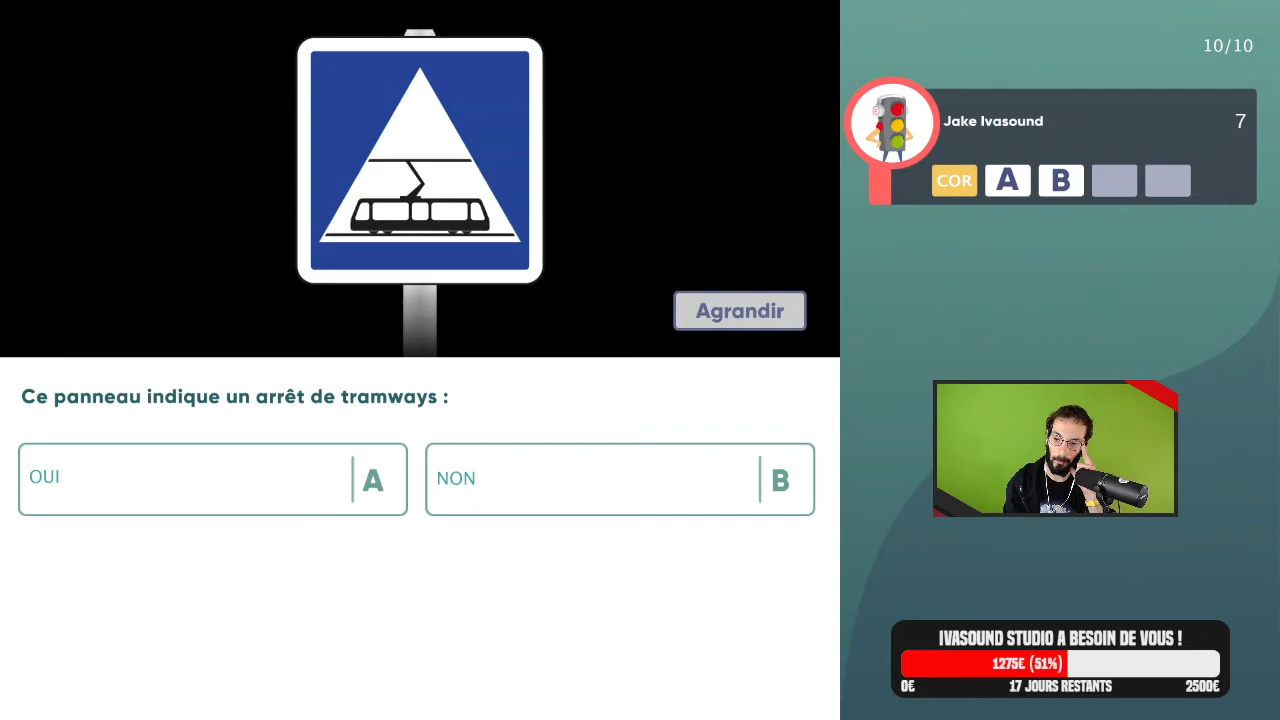 10/10
Jake Ivasound
7
COR
A
B
Agrandir
Ce panneau indique un arrêt de tramways :
OUI
A
NON
B
IVASOUND STUDIO A BESOIN DE VOUS !
1275€ (51%)
0€
17 JOURS RESTANTS
2500€